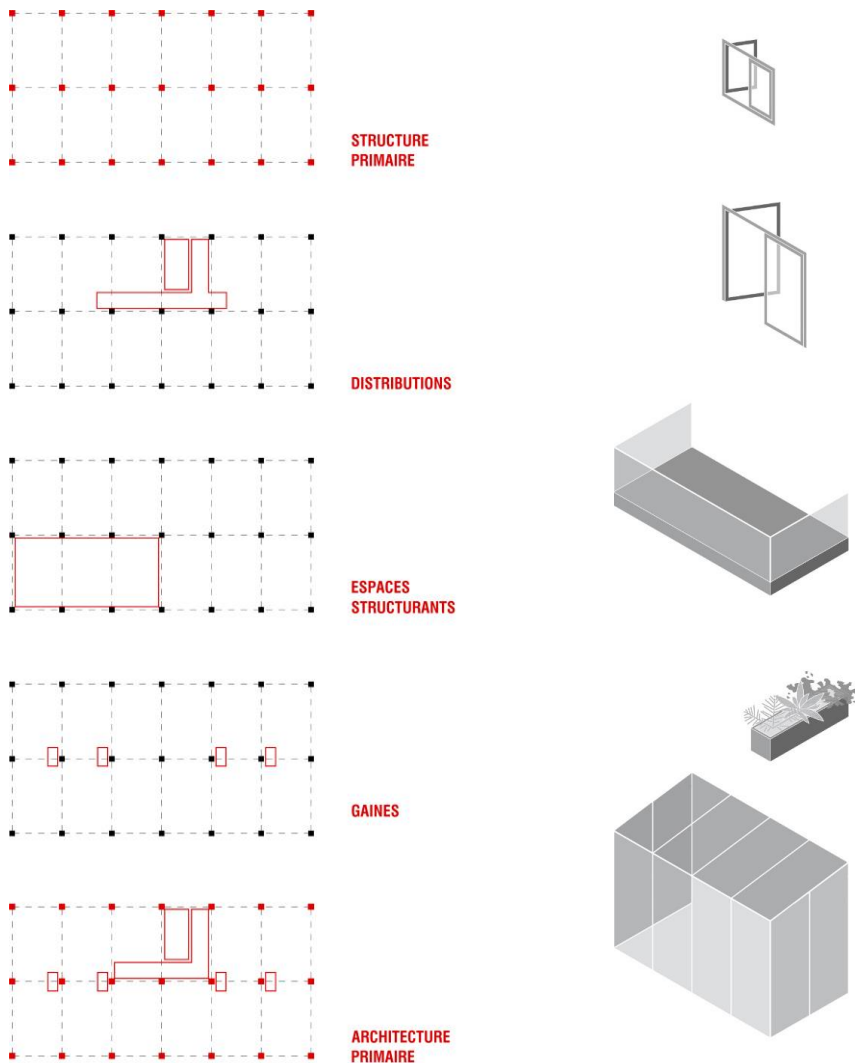 STRUCTURE
PRIMAIRE
DISTRIBUTIONS
ESPACES
STRUCTURANTS
GAINES
ARCHITECTURE
PRIMAIRE